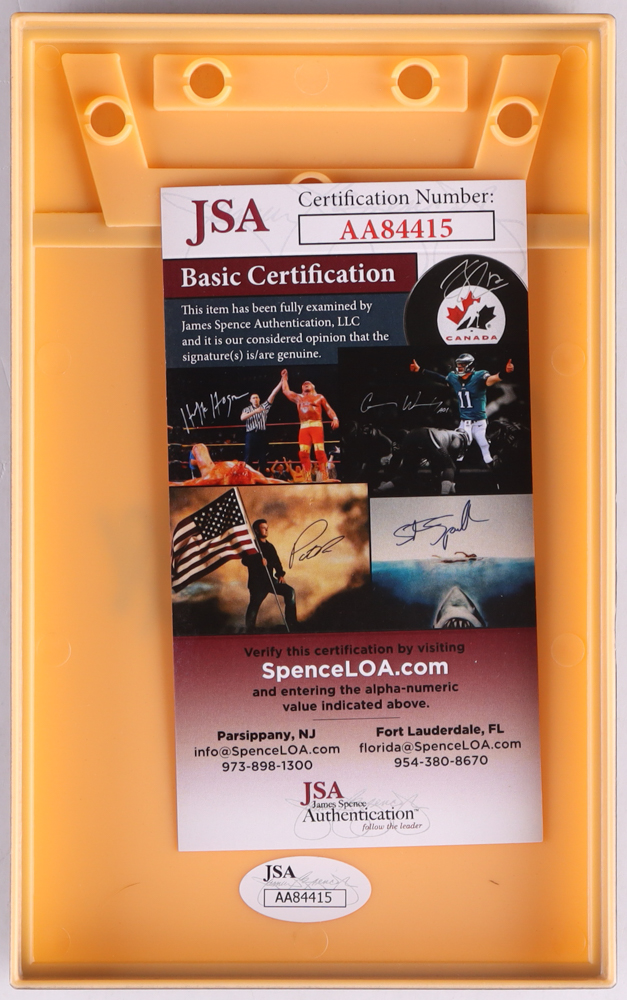 JSA
Certification Number:
AA84415
Basic Certification
This item has been fully examined by
James Spence Authentication, LLC
and it is our considered opinion that the
signature(s) is/are genuine.
CANADA
11
Verify this certification by visiting
SpenceLOA.com
and entering the alpha-numeric
value indicated above.
Parsippany, NJ
info@SpenceLOA.com
973-898-1300
Fort Lauderdale, FL
florida@SpenceLOA.com
954-380-8670
JSA
James Spence
Authentication™
follow the leader
JSA
AA84415